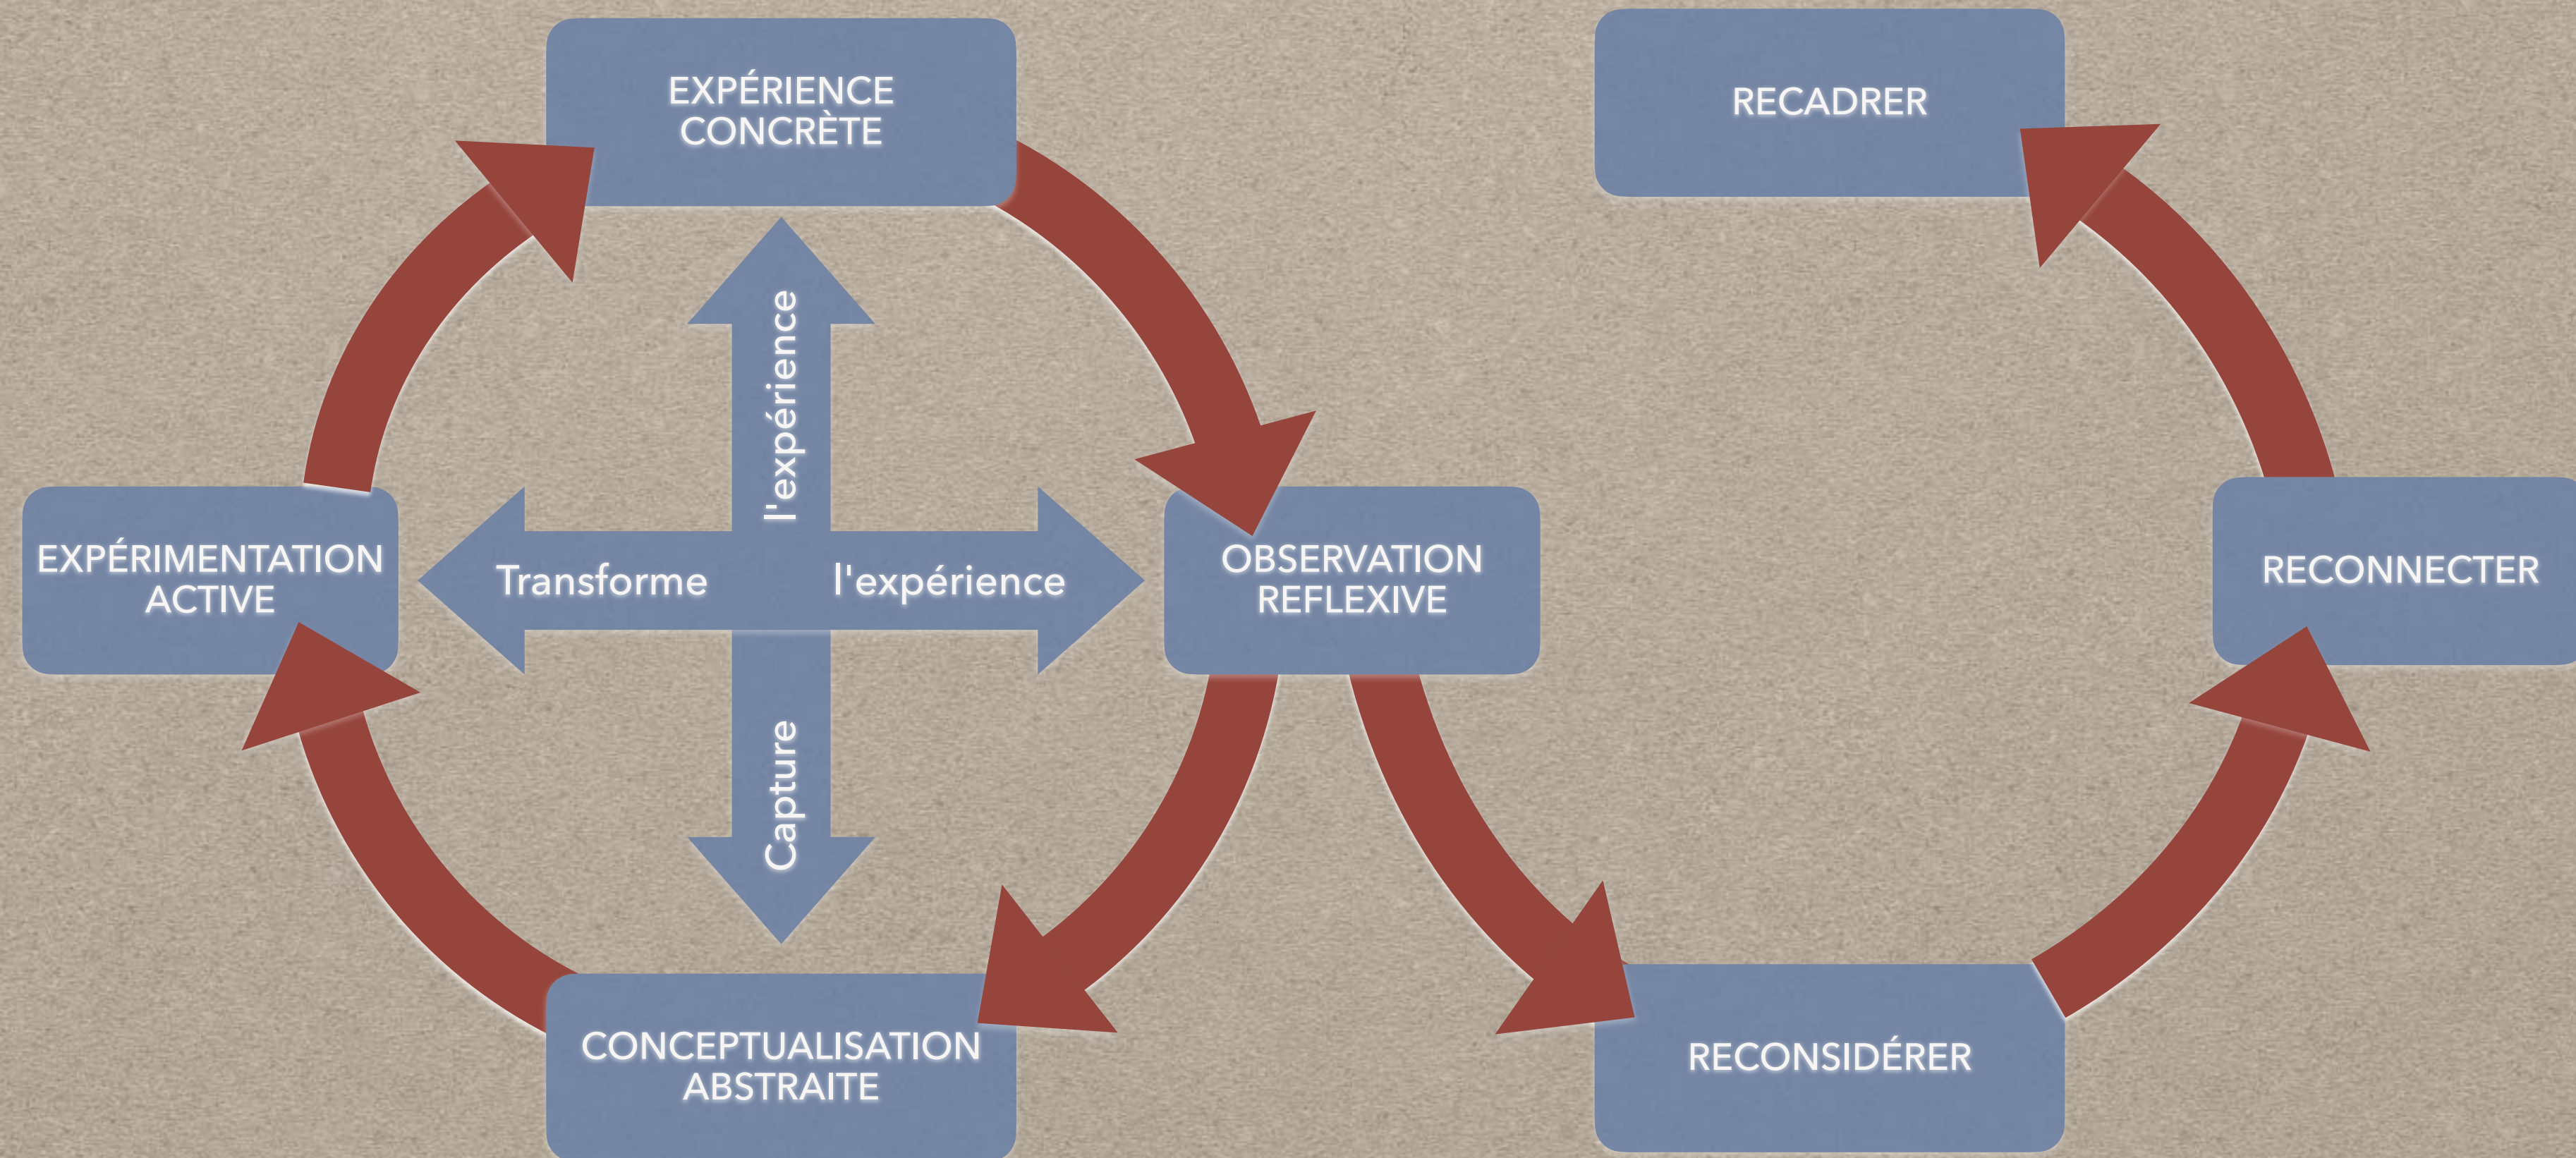 EXPÉRIENCE
CONCRÈTE
RECADRER
l'expérience
EXPÉRIMENTATION
ACTIVE
Transforme l'expérience
OBSERVATION
REFLEXIVE
RECONNECTER
Capture
CONCEPTUALISATION
ABSTRAITE
RECONSIDÉRER